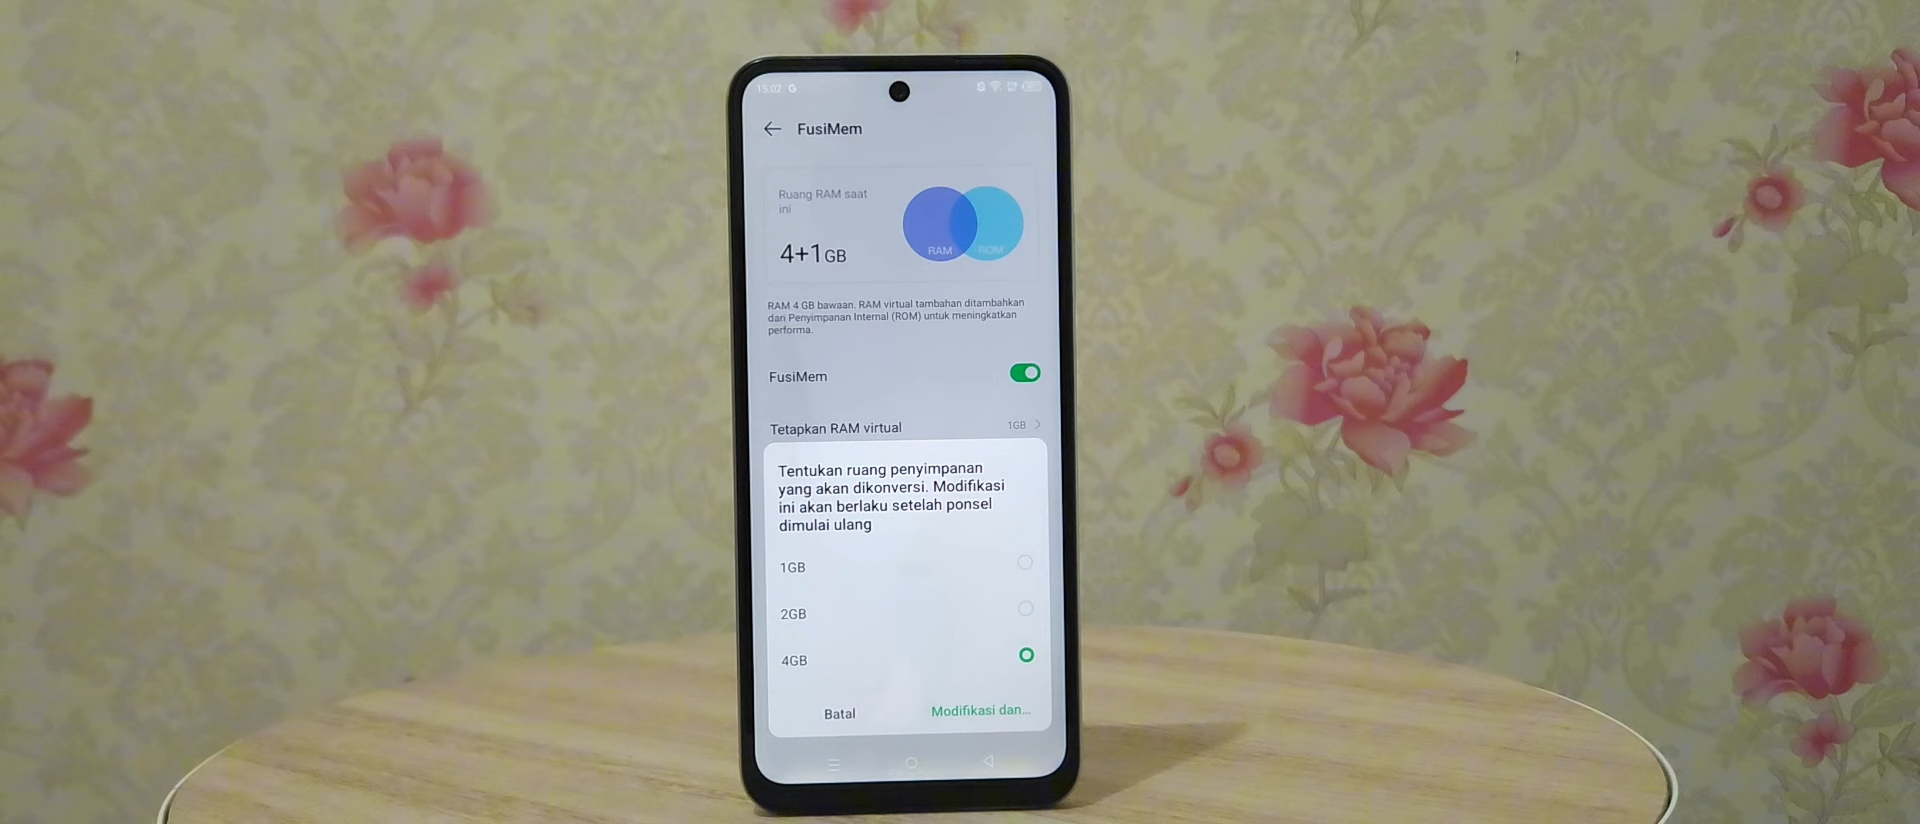 15.02 G
FusiMem
Ruang RAM saat
ini
4+1GB
RAM ROM
RAM 4 GB bawaan. RAM virtual tambahan ditambahkan
dari Penyimpanan Internal (ROM) untuk meningkatkan
performa.
FusiMem
Tetapkan RAM virtual 1GB
Tentukan ruang penyimpanan
yang akan dikonversi. Modifikasi
ini akan berlaku setelah ponsel
dimulai ulang
1GB
2GB
4GB
Batal Modifikasi dan...